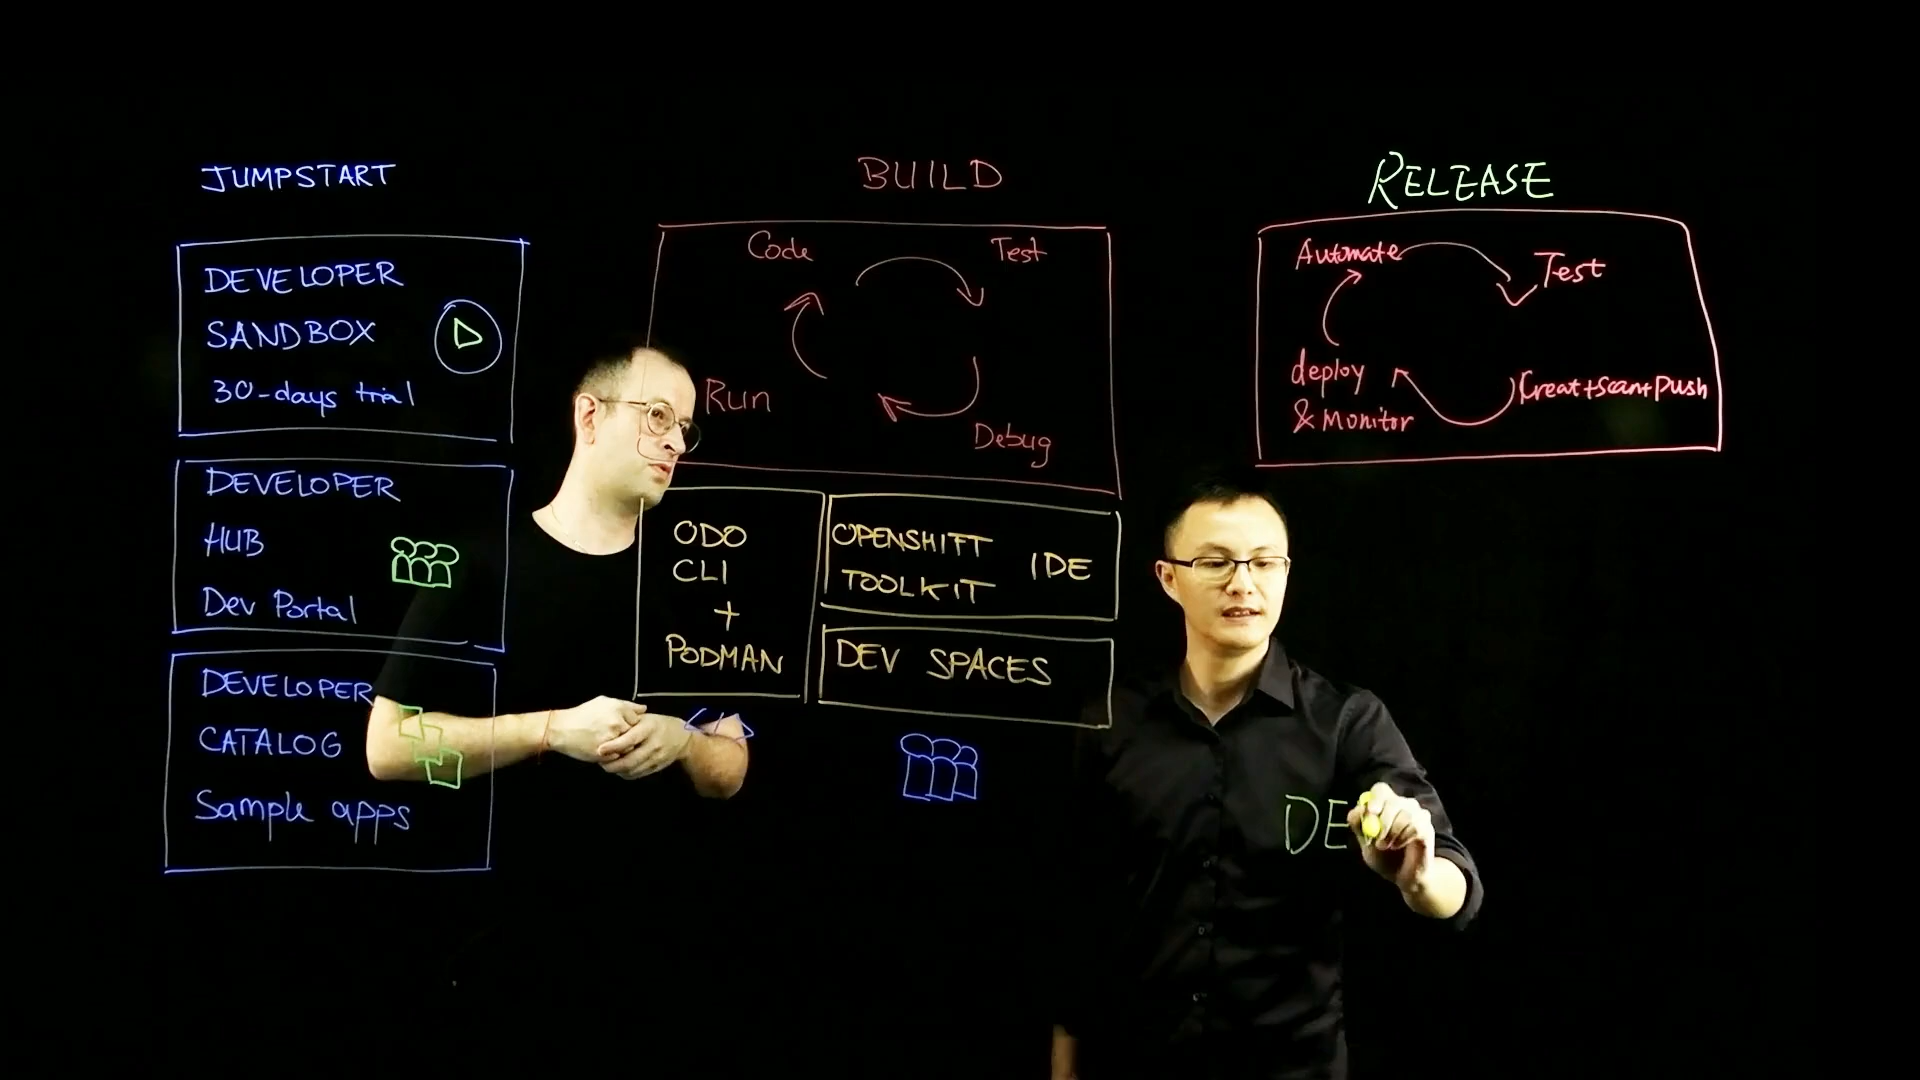 JUMPSTART
DEVELOPER
SANDBOX
30-days trial
DEVELOPER
HUB
Dev Portal
DEVELOPER
CATALOG
Sample apps
BUILD
Code
Test
Run
Debug
ODO
CLI
+
PODMAN
OPENSHIFT
TOOLKIT
IDE
DEV SPACES
</>
RELEASE
Automate
Test
deploy
& Monitor
Creat+scan+push
DE